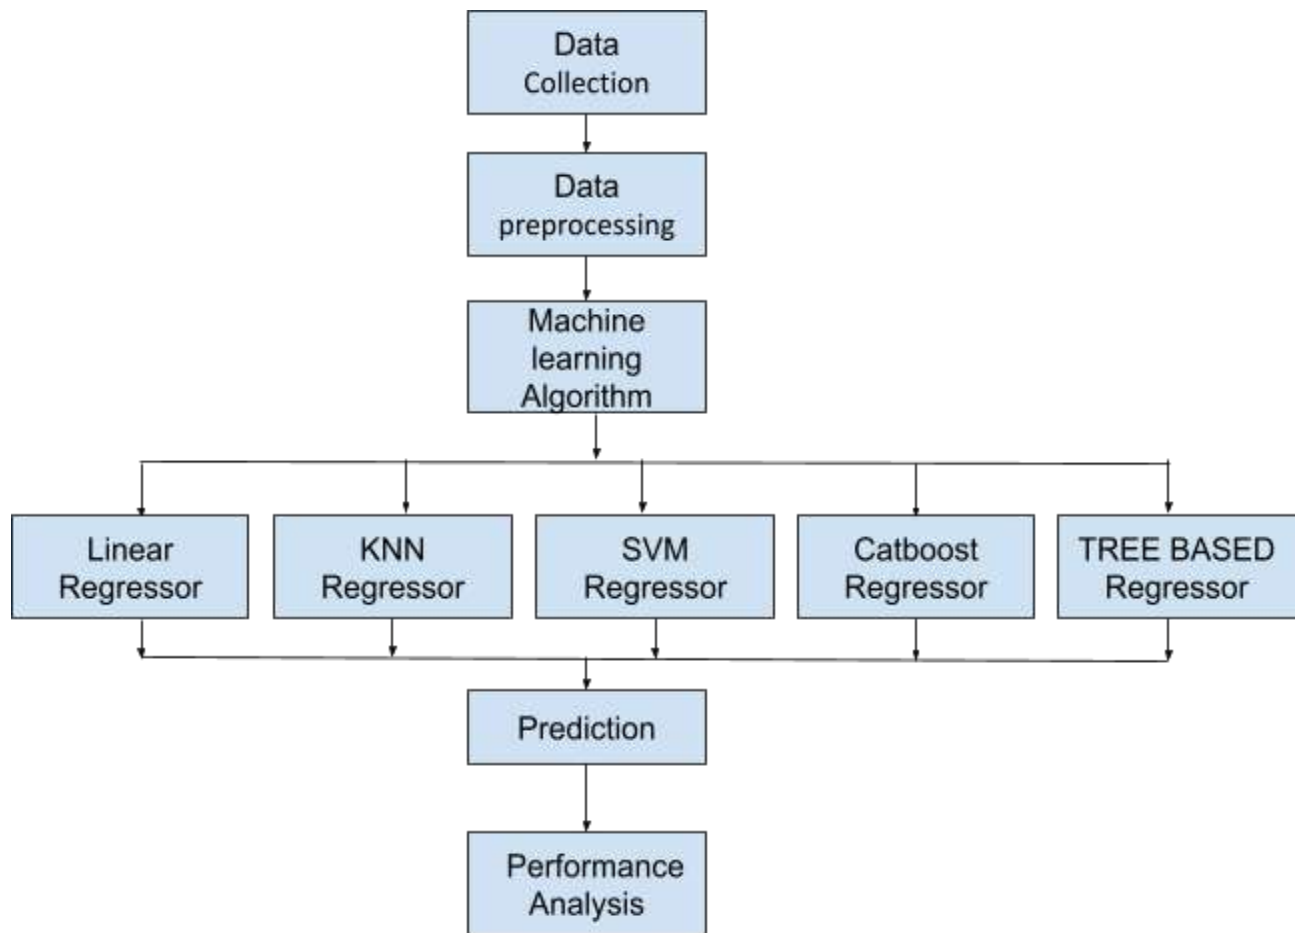 Data
Collection
Data
preprocessing
Machine
learning
Algorithm
Linear
Regressor
KNN
Regressor
SVM
Regressor
Catboost
Regressor
TREE BASED
Regressor
Prediction
Performance
Analysis